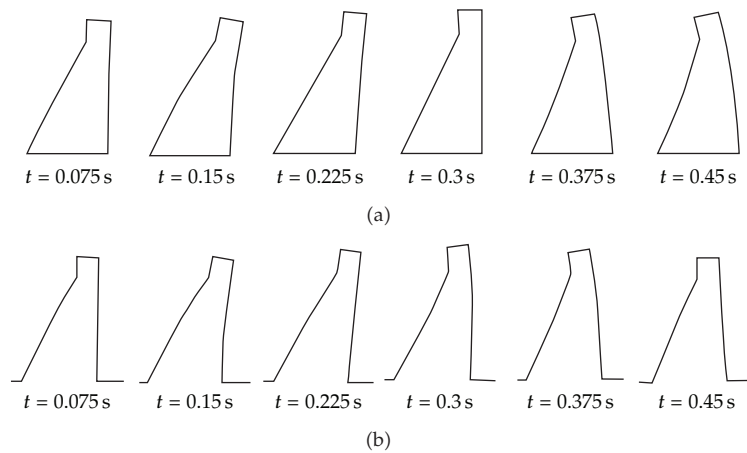 t = 0.075 s t = 0.15 s t = 0.225 s t = 0.3 s t = 0.375 s t = 0.45 s
(a)
t = 0.075 s t = 0.15 s t = 0.225 s t = 0.3 s t = 0.375 s t = 0.45 s
(b)